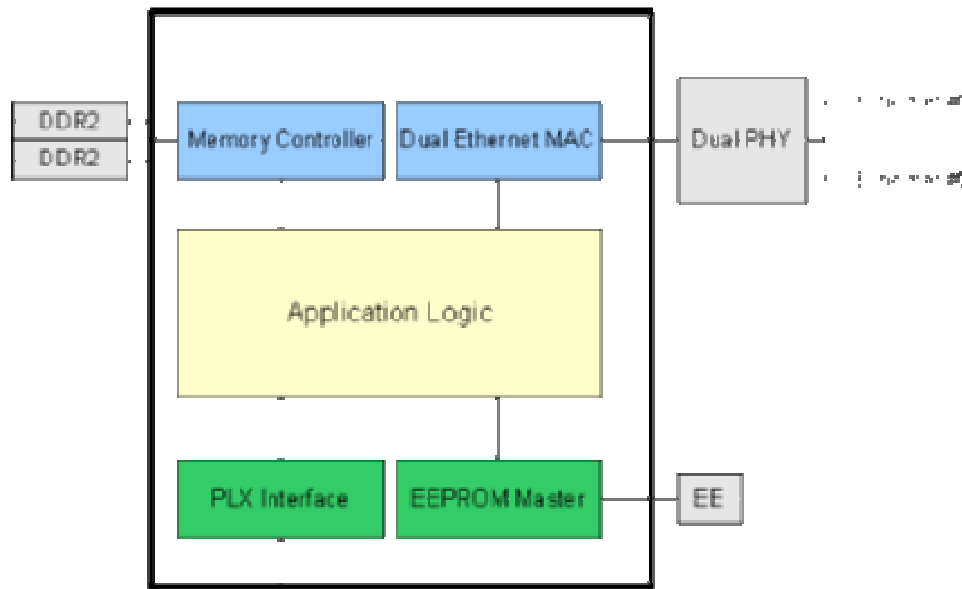 DDR2
DDR2
Memory Controller
Dual Ethernet MAC
Dual PHY
Application Logic
PLX Interface
EEPROM Master
EE